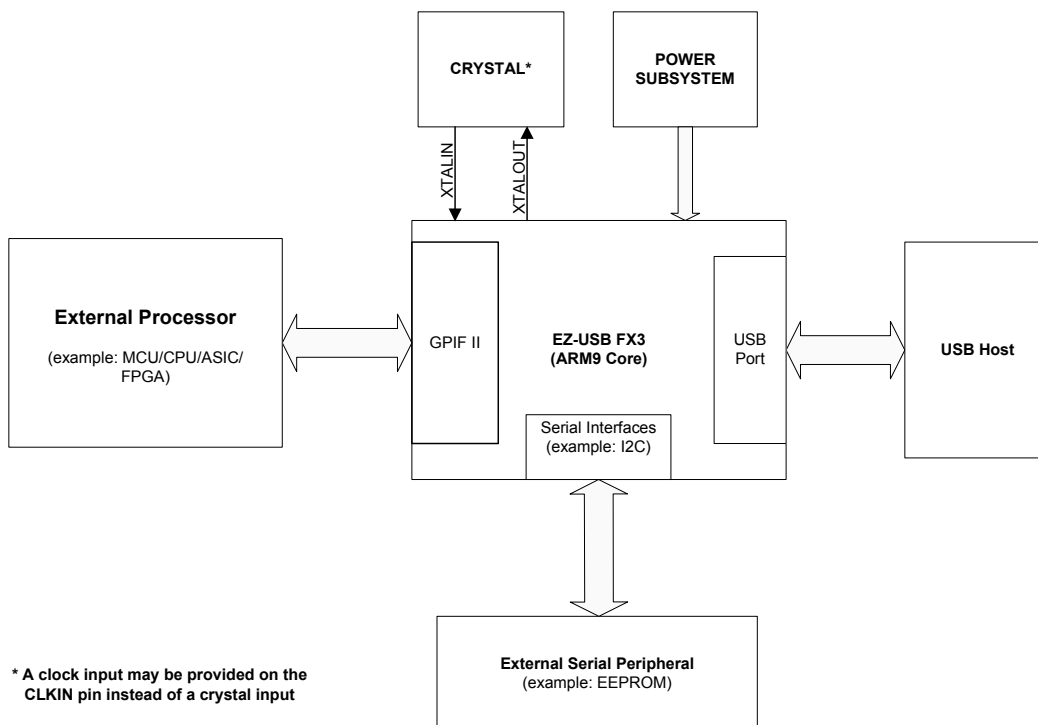 CRYSTAL*
POWER
SUBSYSTEM
XTALIN
XTALOUT
External Processor
(example: MCU/CPU/ASIC/
FPGA)
GPIF II
EZ-USB FX3
(ARM9 Core)
USB
Port
USB Host
Serial Interfaces
(example: I2C)
External Serial Peripheral
(example: EEPROM)
* A clock input may be provided on the
CLKIN pin instead of a crystal input